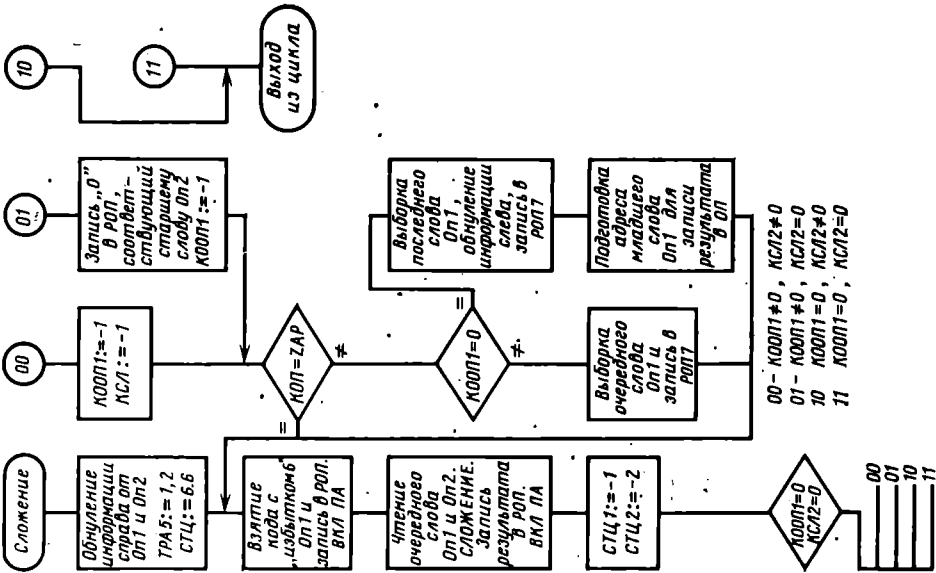 Сложение
Обнуление
информации
справа от
Оп1 и Оп2
ТРАБ:=1,2
СТЦ:=6.6
Взятие
кода с
„избытком6"
Оп1 и
запись в РОП.
ВКЛ ПА
Чтение
очередного
слова
Оп1 и Оп2.
СЛОЖЕНИЕ.
Запись
результата
в РОП.
ВКЛ ПА
СТЦ1:=-1
СТЦ2:=-2
КООП1=0
КСЛ2=0
00
01
10
11
00
КООП1:=-1
КСЛ:=-1
КОП=ZAP
=
≠
КООП1=0
=
≠
Выборка
очередного
слова
Оп1 и
запись в
РОП7
01
Запись „0"
в РОП,
соответ-
ствующий
старшему
слову Оп2
КООП1:=-1
Выборка
последнего
слова
Оп1,
обнуление
информации
слева,
запись в
РОП7
Подготовка
адреса
младшего
слова
Оп1 для
записи
результата
в ОП
10
11
Выход
из цикла
00- КООП1≠0, КСЛ2≠0
01- КООП1≠0, КСЛ2=0
10 КООП1=0, КСЛ2≠0
11 КООП1=0, КСЛ2=0